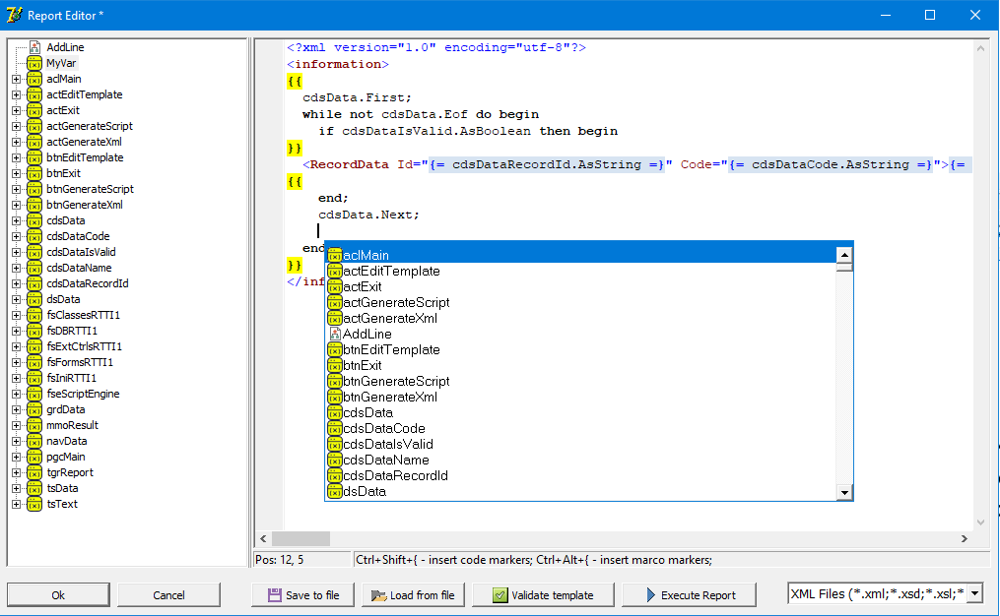 Report Editor *
AddLine
MyVar
aclMain
actEditTemplate
actExit
actGenerateScript
actGenerateXml
btnEditTemplate
btnExit
btnGenerateScript
btnGenerateXml
cdsData
cdsDataCode
cdsDataIsValid
cdsDataName
cdsDataRecordId
dsData
fsClassesRTTI1
fsDBRTTI1
fsExtCtrlsRTTI1
fsFormsRTTI1
fsIniRTTI1
fseScriptEngine
grdData
mmoResult
navData
pgcMain
tgrReport
tsData
tsText
<?xml version="1.0" encoding="utf-8"?>
<information>
{{
cdsData.First;
while not cdsData.Eof do begin
if cdsDataIsValid.AsBoolean then begin
}}
<RecordData Id="{= cdsDataRecordId.AsString =}" Code="{= cdsDataCode.AsString =}">{=
{{
end;
cdsData.Next;
end
}}
</inf
aclMain
actEditTemplate
actExit
actGenerateScript
actGenerateXml
AddLine
btnEditTemplate
btnExit
btnGenerateScript
btnGenerateXml
cdsData
cdsDataCode
cdsDataIsValid
cdsDataName
cdsDataRecordId
dsData
Pos: 12, 5
Ctrl+Shift+{ - insert code markers; Ctrl+Alt+{ - insert marco markers;
Ok
Cancel
Save to file
Load from file
Validate template
Execute Report
XML Files (*.xml;*.xsd;*.xsl;*